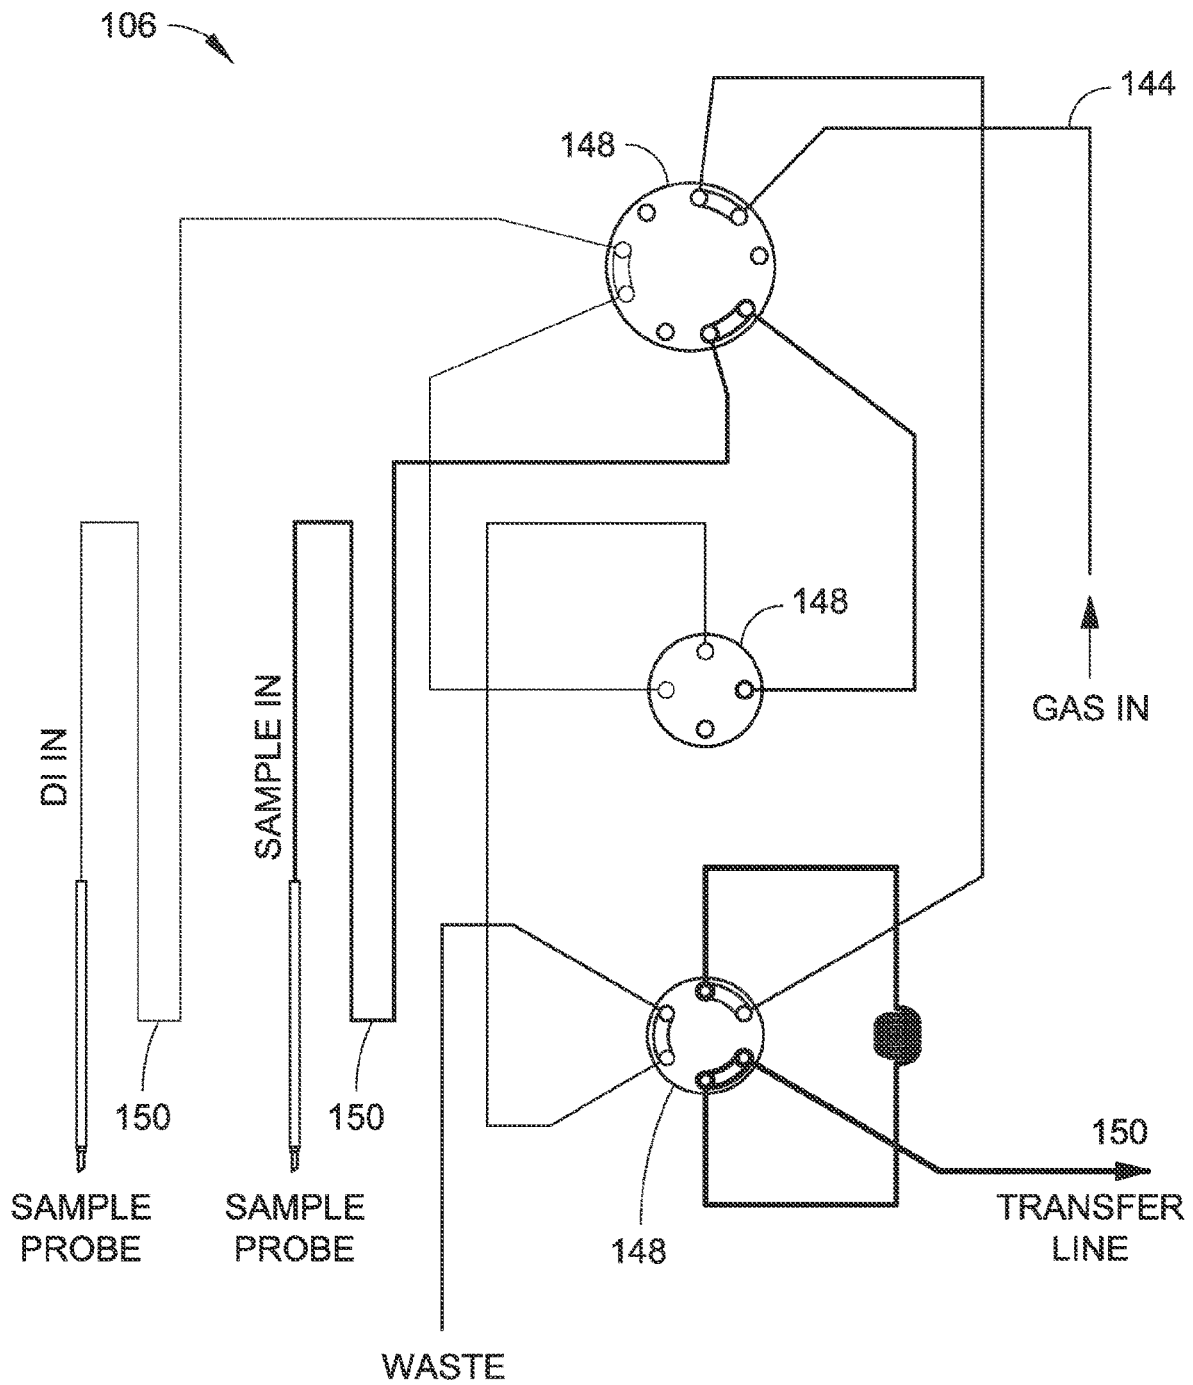 106
144
148
148
GAS IN
DI IN
SAMPLE IN
150
150
150
SAMPLE
PROBE
SAMPLE
PROBE
TRANSFER
LINE
148
WASTE